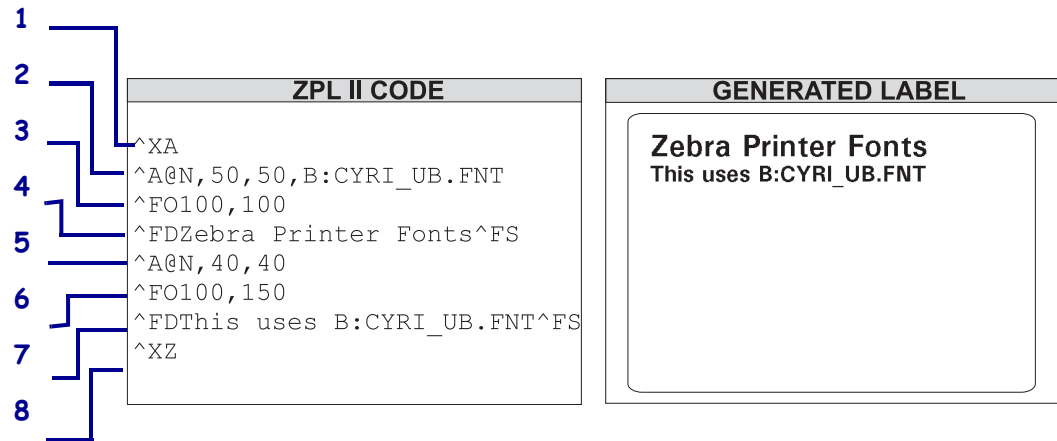 1
2
3
4
5
6
7
8
ZPL II CODE
^XA
^A@N,50,50,B:CYRI_UB.FNT
^FO100,100
^FDZebra Printer Fonts^FS
^A@N,40,40
^FO100,150
^FDThis uses B:CYRI_UB.FNT^FS
^XZ
GENERATED LABEL
Zebra Printer Fonts
This uses B:CYRI_UB.FNT